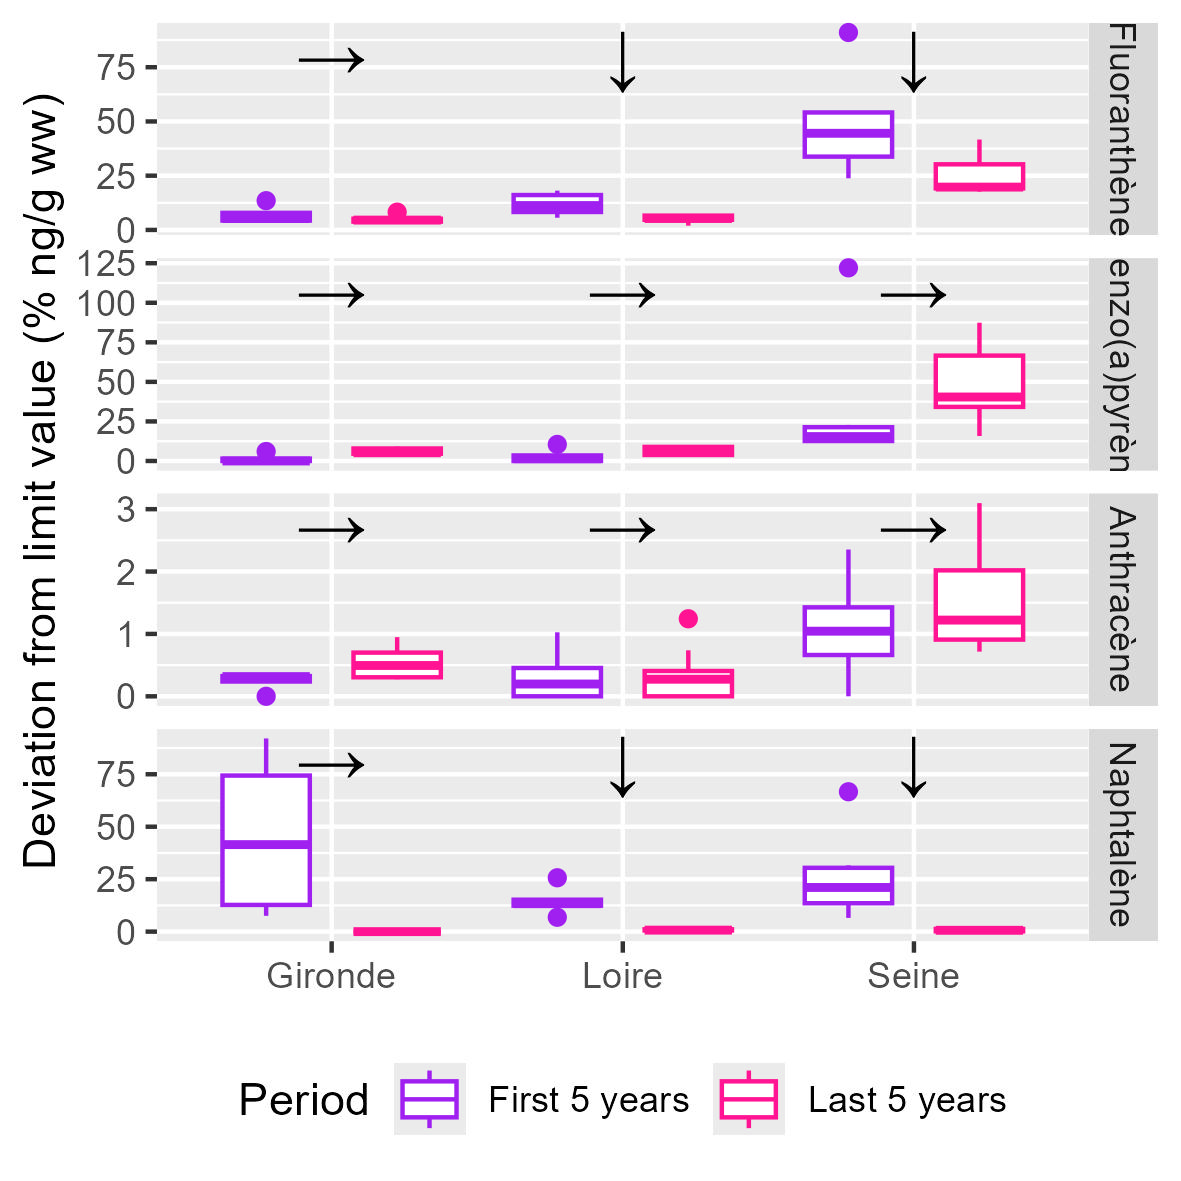 Deviation from limit value (% ng/g ww)
75
50
25
0
Fluoranthène
125
100
75
50
25
0
enzo(a)pyrèn
3
2
1
0
Anthracène
75
50
25
0
Naphtalène
Gironde Loire Seine
Period First 5 years Last 5 years